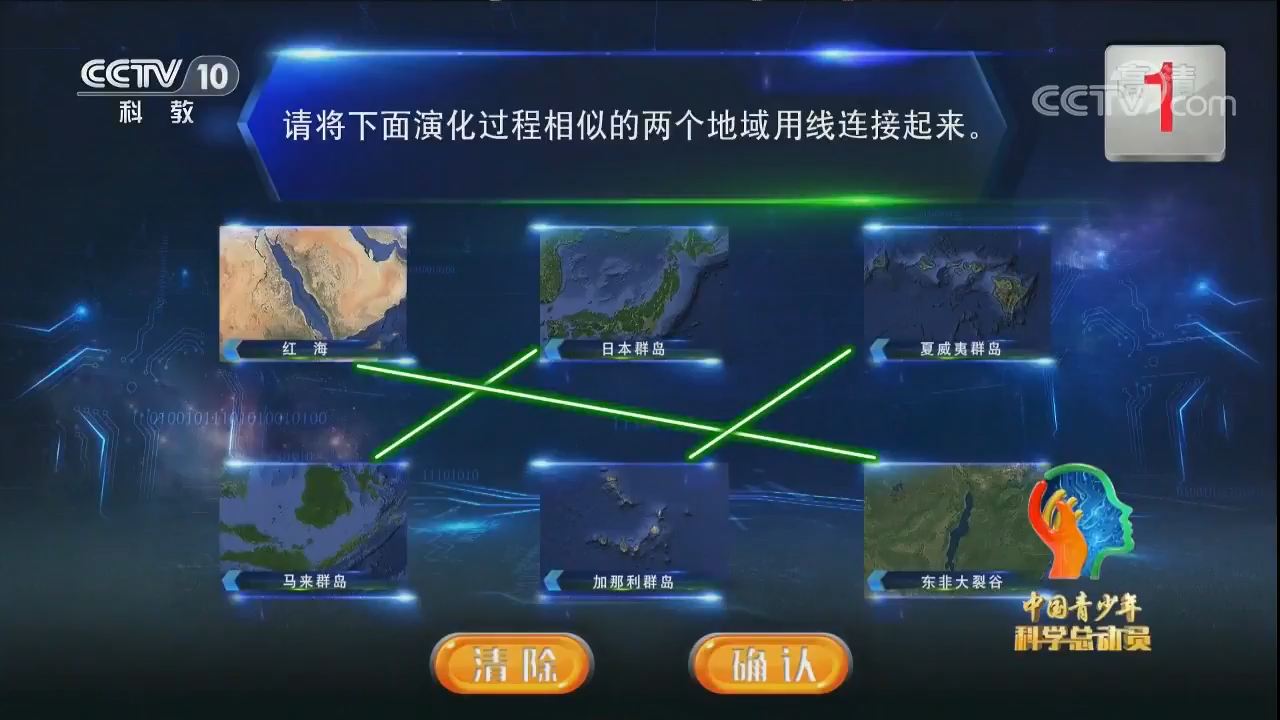 CCTV 10
科教
请将下面演化过程相似的两个地域用线连接起来。
1
高清
CCTV.com
红 海
日本群岛
夏威夷群岛
马来群岛
加那利群岛
东非大裂谷
中国青少年
科学总动员
清除
确认